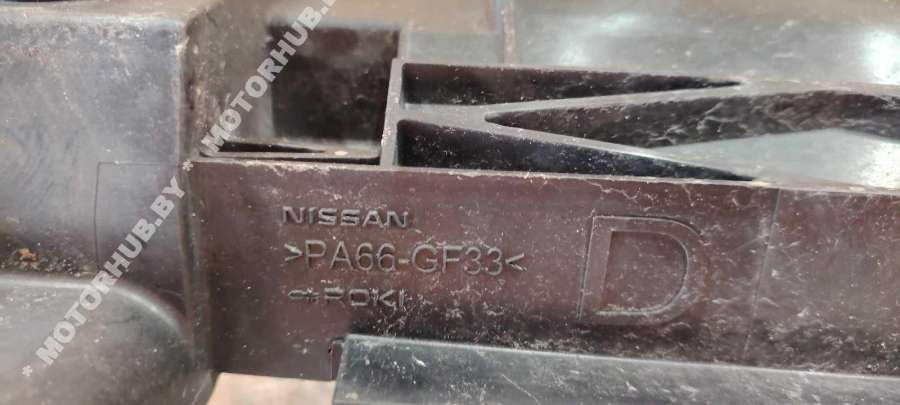 * MOTORHUB.BY * MOTORHUB.BY
NISSAN
>PA66-GF33<
ROKI
D